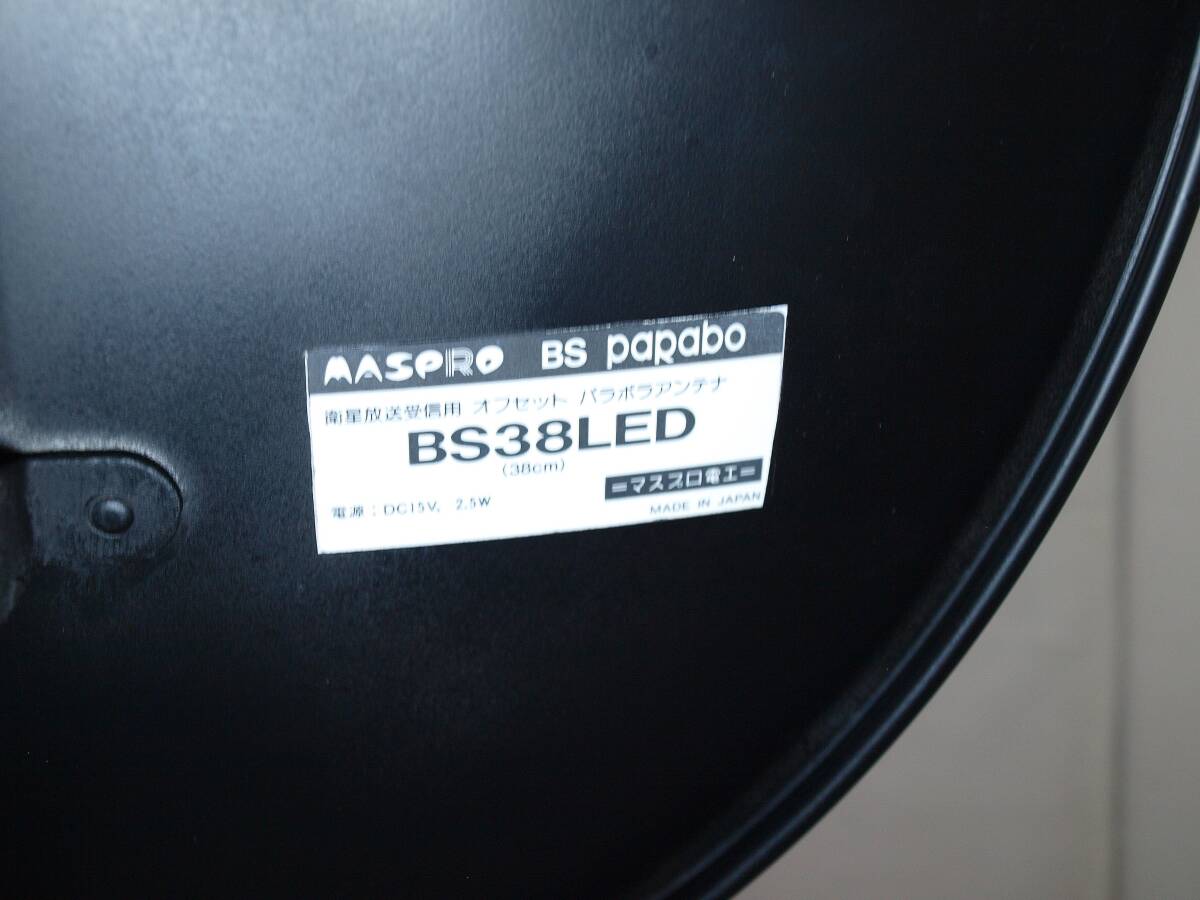 MASPRO BS paRabo
衛星放送受信用 オフセット パラボラアンテナ
BS38LED
(38cm)
=マスプロ電工=
電源:DC15V, 2.5W
MADE IN JAPAN